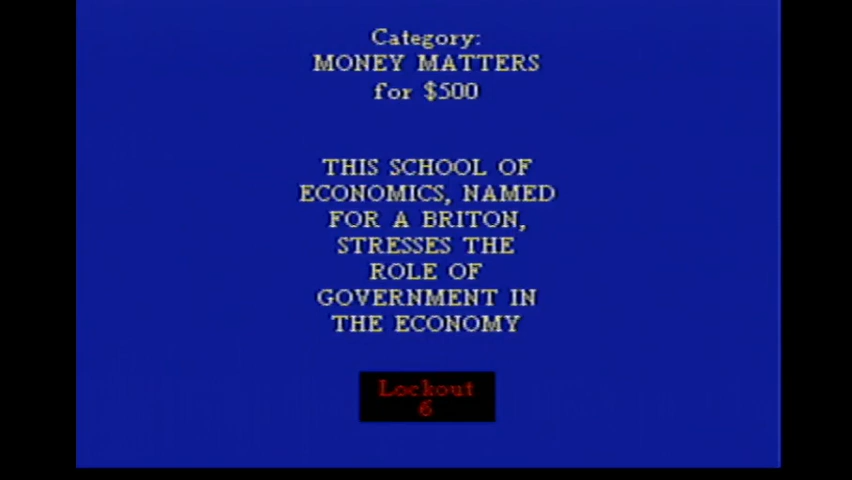 Category:
MONEY MATTERS
for $500
THIS SCHOOL OF
ECONOMICS, NAMED
FOR A BRITON,
STRESSES THE
ROLE OF
GOVERNMENT IN
THE ECONOMY
Lockout
6